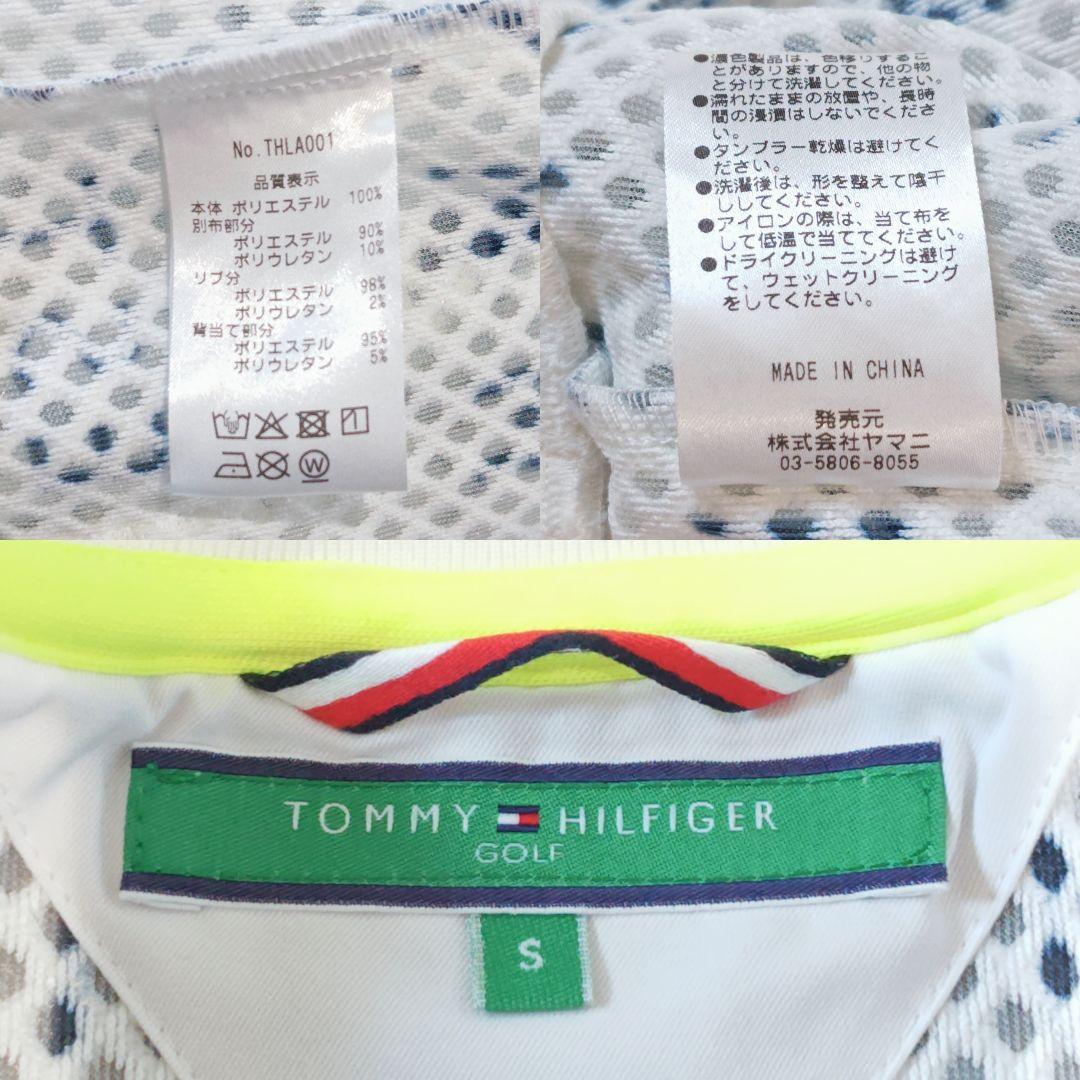 No.THLA001
品質表示
本体 ポリエステル 100%
別布部分
ポリエステル 90%
ポリウレタン 10%
リブ分
ポリエステル 98%
ポリウレタン 2%
背当て部分
ポリエステル 95%
ポリウレタン 5%
W
●濃色製品は、色移りするこ
とがありますので、他の物
と分けて洗濯してください。
●濡れたままの放置や、長時
間の浸漬はしないでくださ
い。
●タンブラー乾燥は避けてく
ださい。
●洗濯後は、形を整えて陰干
ししてください。
●アイロンの際は、当て布を
して低温で当ててください。
●ドライクリーニングは避け
て、ウェットクリーニング
をしてください。
MADE IN CHINA
発売元
株式会社ヤマニ
03-5806-8055
TOMMY HILFIGER
GOLF
S